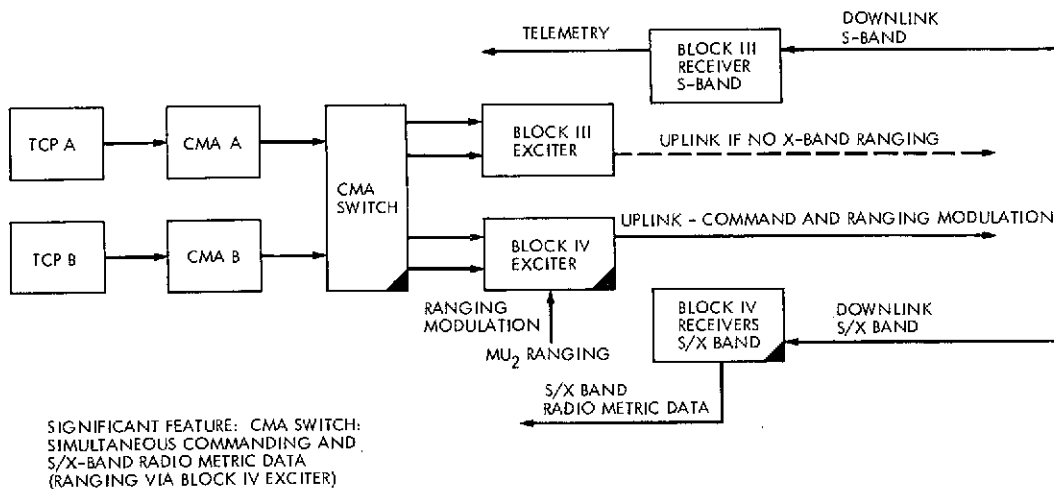 DOWNLINK
S-BAND
TELEMETRY
BLOCK III
RECEIVER
S-BAND
TCP A
CMA A
CMA
SWITCH
BLOCK III
EXCITER
UPLINK IF NO X-BAND RANGING
TCP B
CMA B
BLOCK IV
EXCITER
UPLINK - COMMAND AND RANGING MODULATION
RANGING
MODULATION
MU2 RANGING
BLOCK IV
RECEIVERS
S/X BAND
DOWNLINK
S/X BAND
S/X BAND
RADIO METRIC DATA
SIGNIFICANT FEATURE: CMA SWITCH:
SIMULTANEOUS COMMANDING AND
S/X-BAND RADIO METRIC DATA
(RANGING VIA BLOCK IV EXCITER)